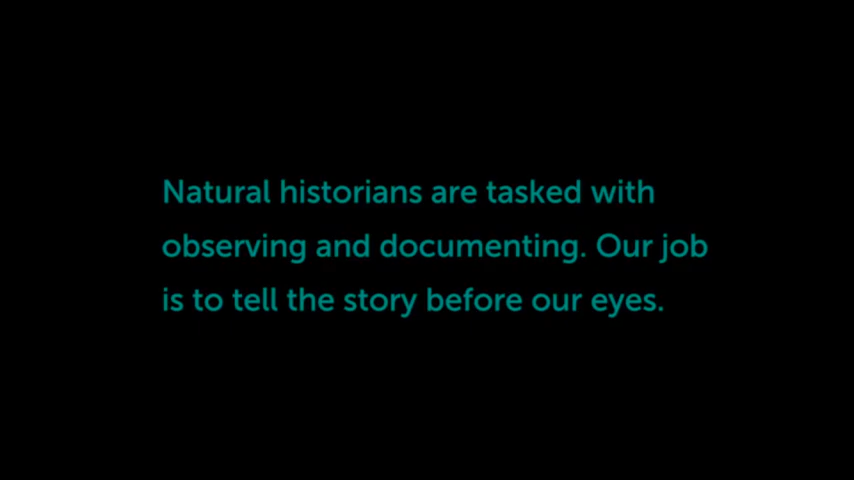 Natural historians are tasked with
observing and documenting. Our job
is to tell the story before our eyes.